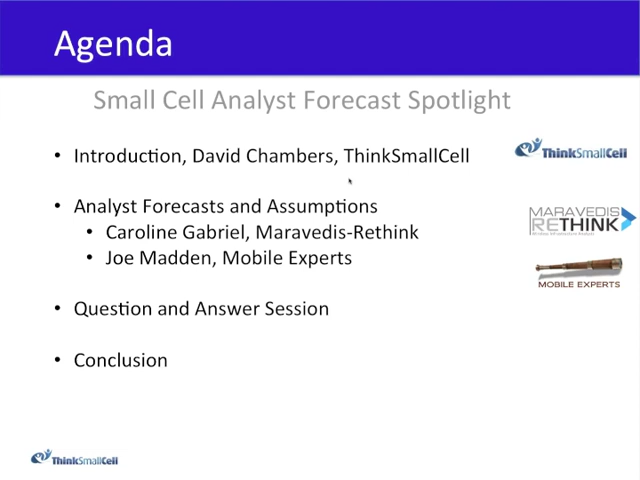 Agenda
Small Cell Analyst Forecast Spotlight
• Introduction, David Chambers, ThinkSmallCell
ThinkSmallCell
• Analyst Forecasts and Assumptions
• Caroline Gabriel, Maravedis-Rethink
• Joe Madden, Mobile Experts
MARAVEDIS
RETHINK
MOBILE EXPERTS
• Question and Answer Session
• Conclusion
ThinkSmallCell